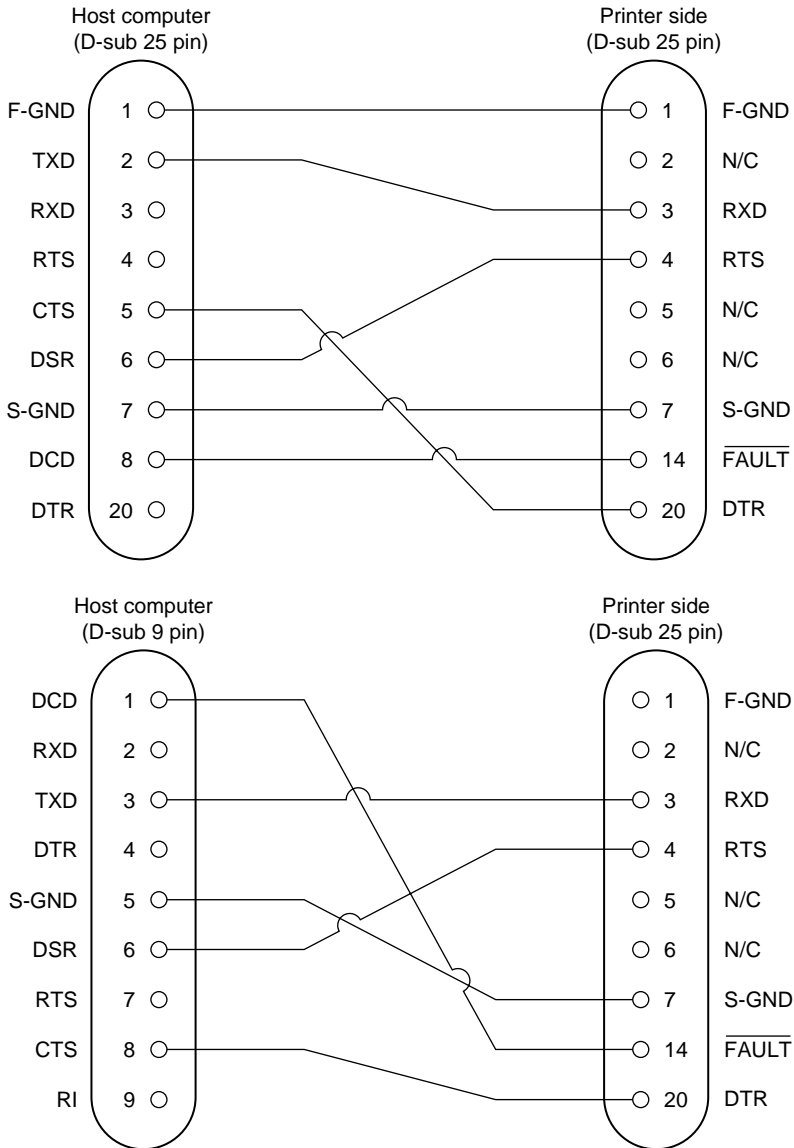 Host computer Printer side
(D-sub 25 pin) (D-sub 25 pin)
F-GND 1 1 F-GND
TXD 2 2 N/C
RXD 3 3 RXD
RTS 4 4 RTS
CTS 5 5 N/C
DSR 6 6 N/C
S-GND 7 7 S-GND
DCD 8 14 FAULT
DTR 20 20 DTR
Host computer Printer side
(D-sub 9 pin) (D-sub 25 pin)
DCD 1 1 F-GND
RXD 2 2 N/C
TXD 3 3 RXD
DTR 4 4 RTS
S-GND 5 5 N/C
DSR 6 6 N/C
RTS 7 7 S-GND
CTS 8 14 FAULT
RI 9 20 DTR